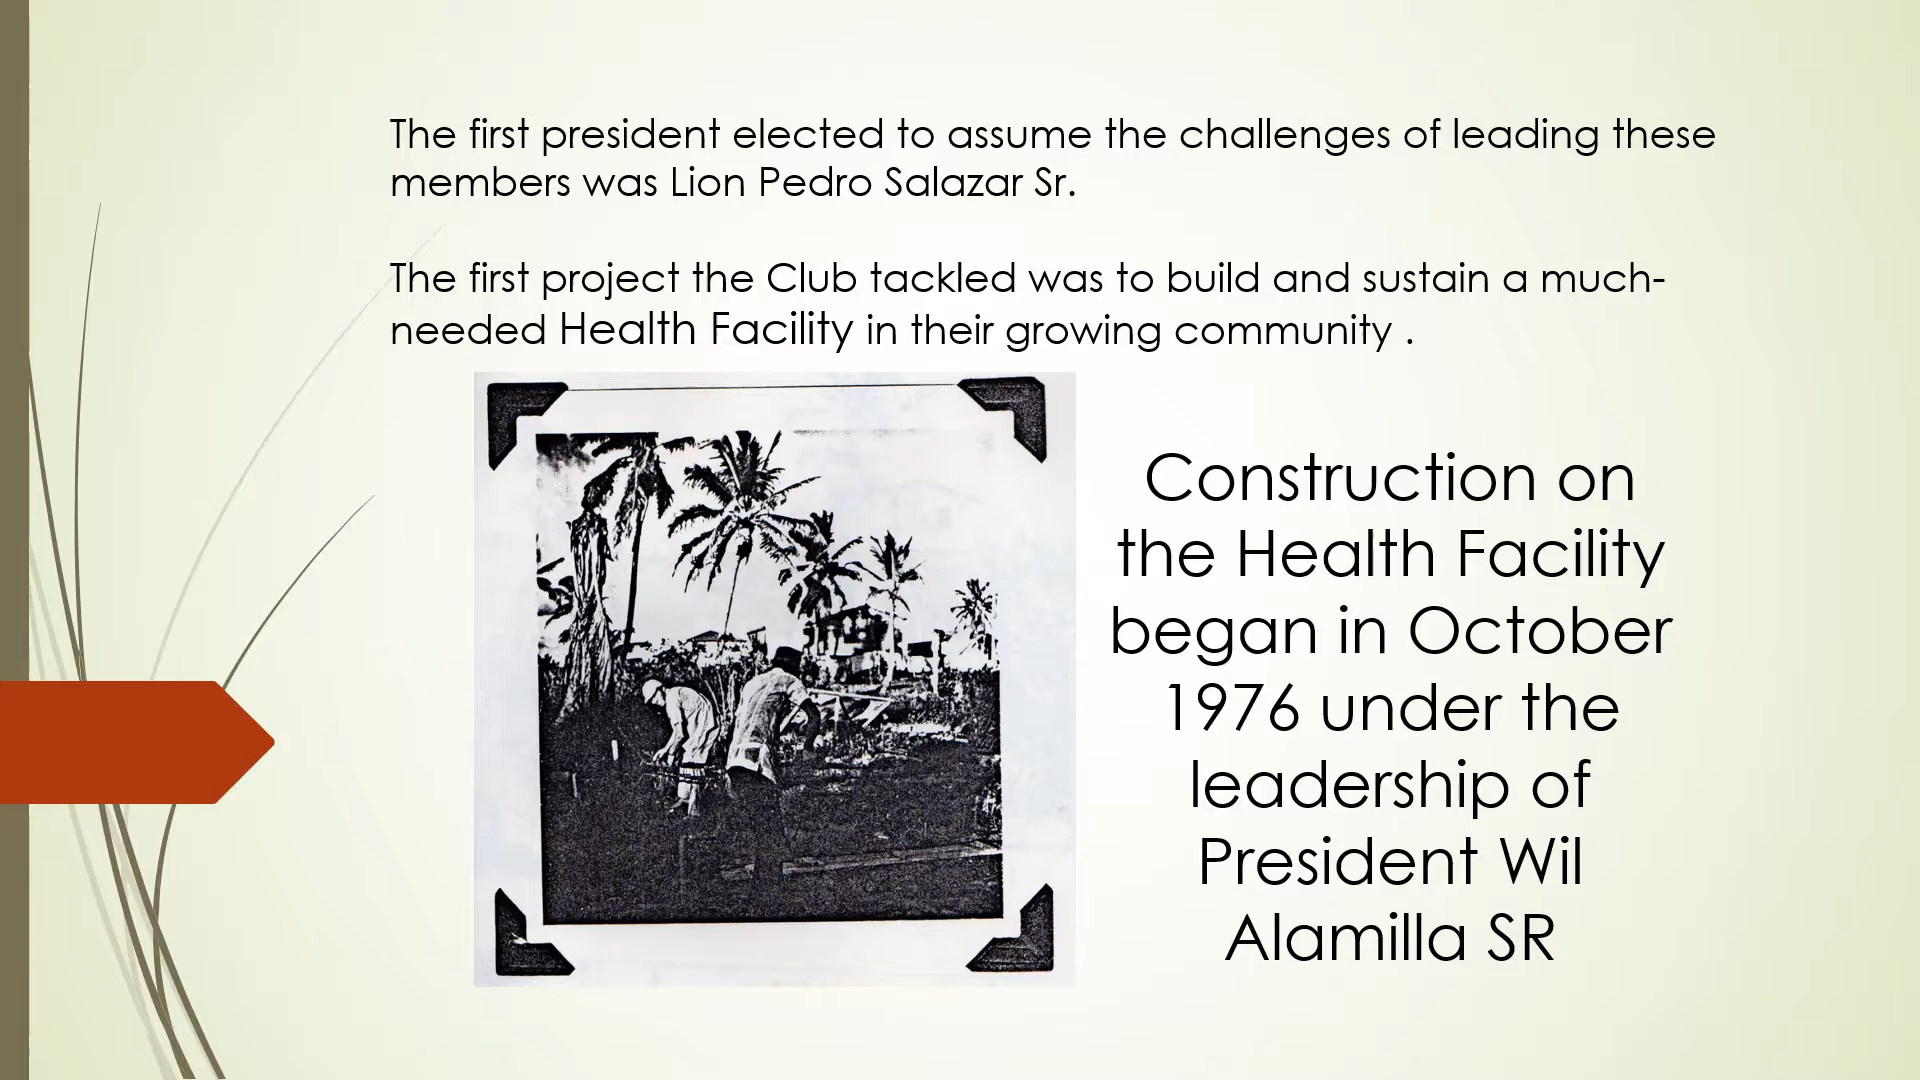 The first president elected to assume the challenges of leading these
members was Lion Pedro Salazar Sr.
The first project the Club tackled was to build and sustain a much-
needed Health Facility in their growing community .
Construction on
the Health Facility
began in October
1976 under the
leadership of
President Wil
Alamilla SR